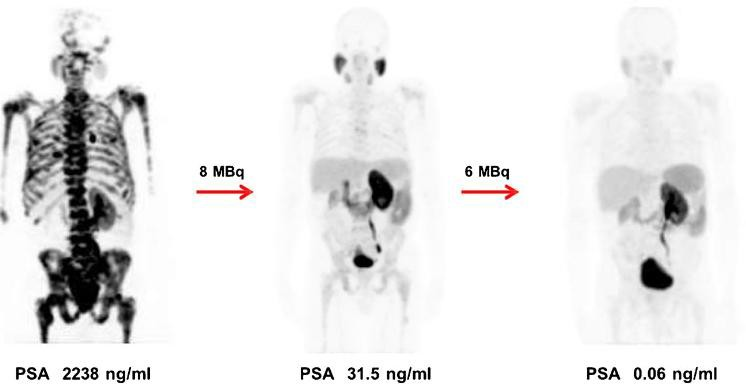 8 MBq
6 MBq
PSA 2238 ng/ml
PSA 31.5 ng/ml
PSA 0.06 ng/ml